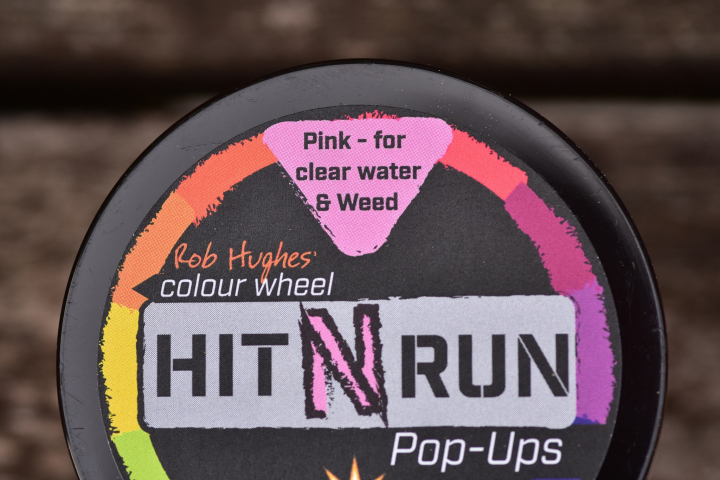 Pink - for
clear water
& Weed
Rob Hughes'
colour wheel
HIT N RUN
Pop-Ups